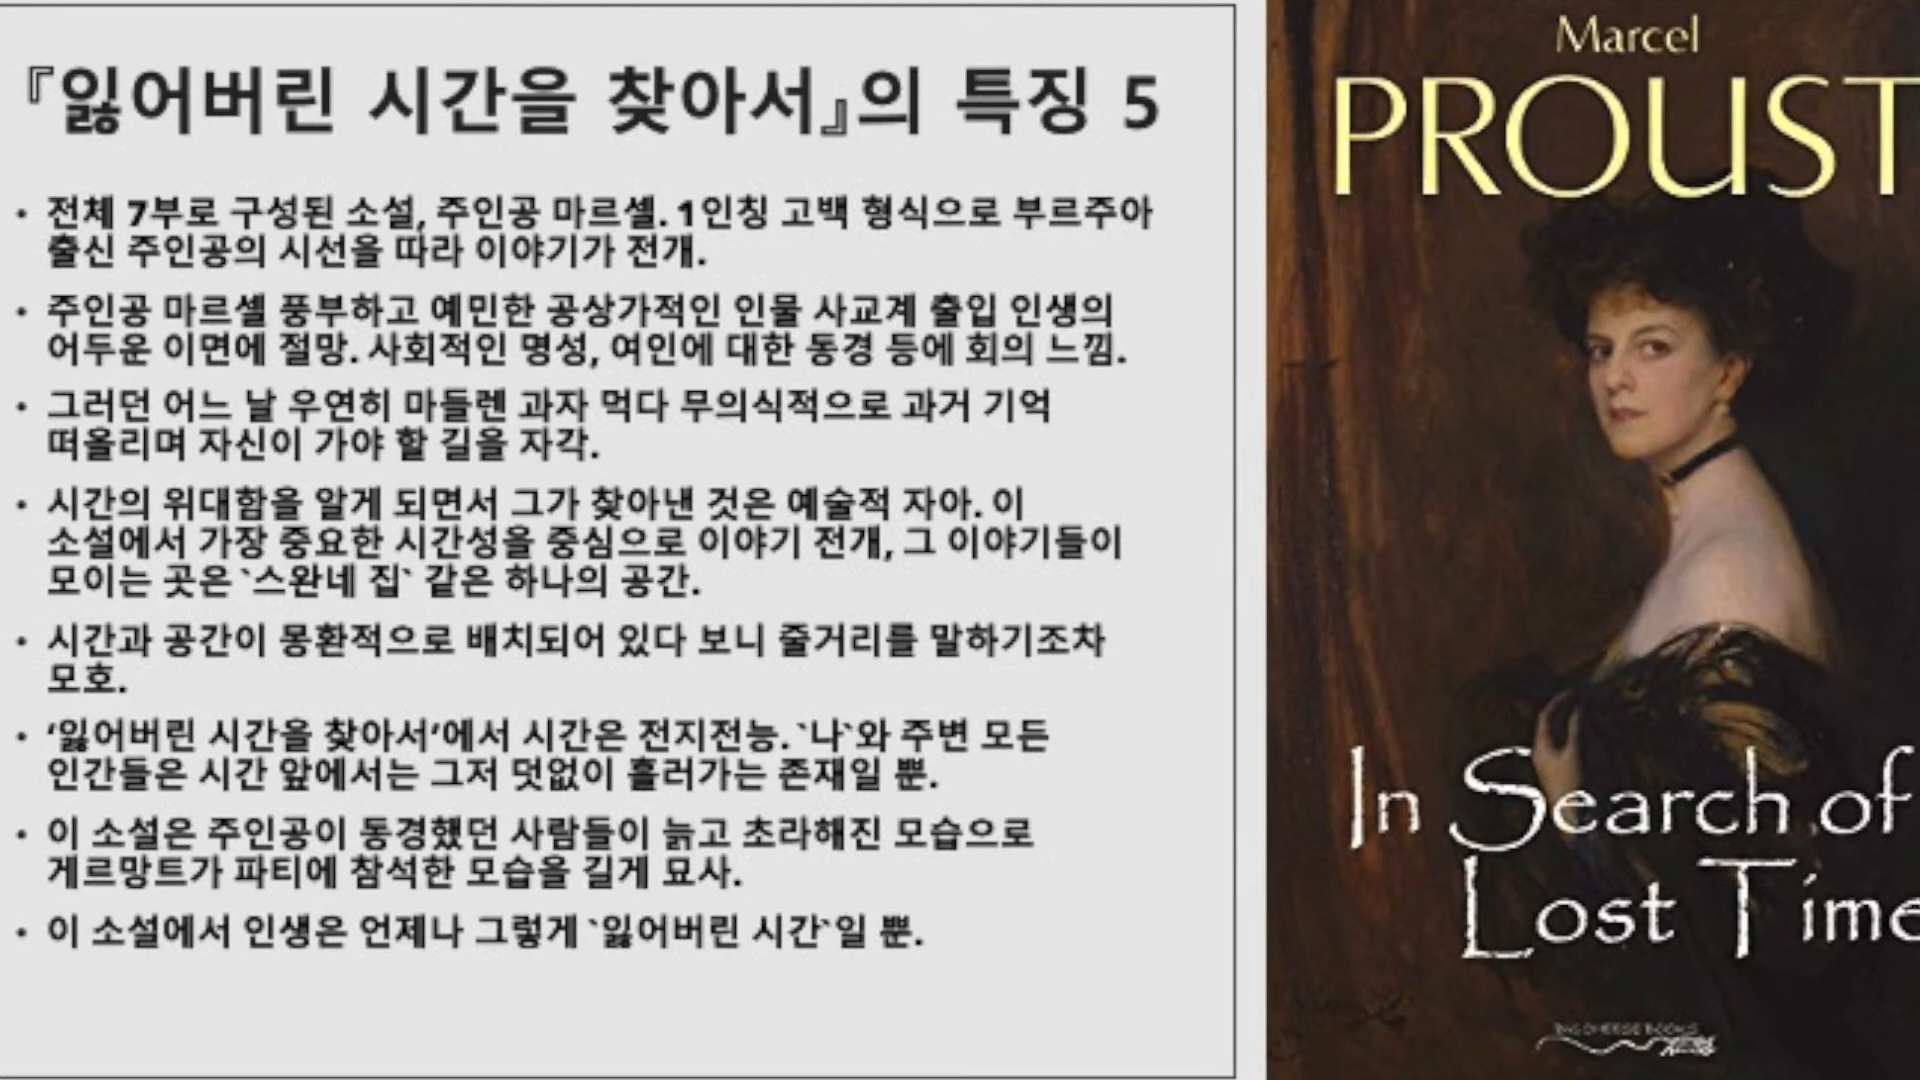 『잃어버린 시간을 찾아서』의 특징 5
• 전체 7부로 구성된 소설, 주인공 마르셀. 1인칭 고백 형식으로 부르주아
출신 주인공의 시선을 따라 이야기가 전개.
• 주인공 마르셀 풍부하고 예민한 공상가적인 인물 사교계 출입 인생의
어두운 이면에 절망. 사회적인 명성, 여인에 대한 동경 등에 회의 느낌.
• 그러던 어느 날 우연히 마들렌 과자 먹다 무의식적으로 과거 기억
떠올리며 자신이 가야 할 길을 자각.
• 시간의 위대함을 알게 되면서 그가 찾아낸 것은 예술적 자아. 이
소설에서 가장 중요한 시간성을 중심으로 이야기 전개, 그 이야기들이
모이는 곳은 `스완네 집` 같은 하나의 공간.
• 시간과 공간이 몽환적으로 배치되어 있다 보니 줄거리를 말하기조차
모호.
• ‘잃어버린 시간을 찾아서’에서 시간은 전지전능. `나`와 주변 모든
인간들은 시간 앞에서는 그저 덧없이 흘러가는 존재일 뿐.
• 이 소설은 주인공이 동경했던 사람들이 늙고 초라해진 모습으로
게르망트가 파티에 참석한 모습을 길게 묘사.
• 이 소설에서 인생은 언제나 그렇게 `잃어버린 시간`일 뿐.
Marcel
PROUST
In Search of
Lost Time
BIG CHEESE BOOKS